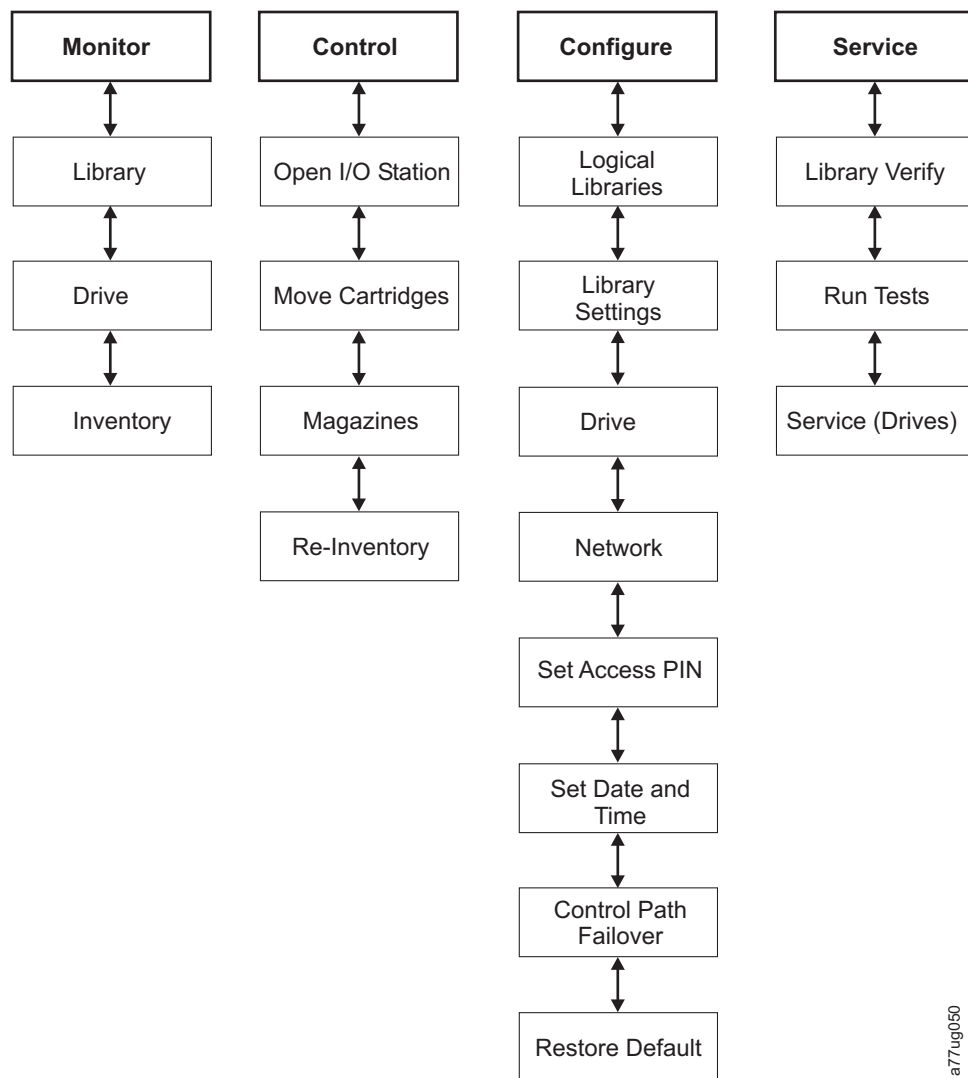 Monitor
Library
Drive
Inventory
Control
Open I/O Station
Move Cartridges
Magazines
Re-Inventory
Configure
Logical
Libraries
Library
Settings
Drive
Network
Set Access PIN
Set Date and
Time
Control Path
Failover
Restore Default
Service
Library Verify
Run Tests
Service (Drives)
a77ug050